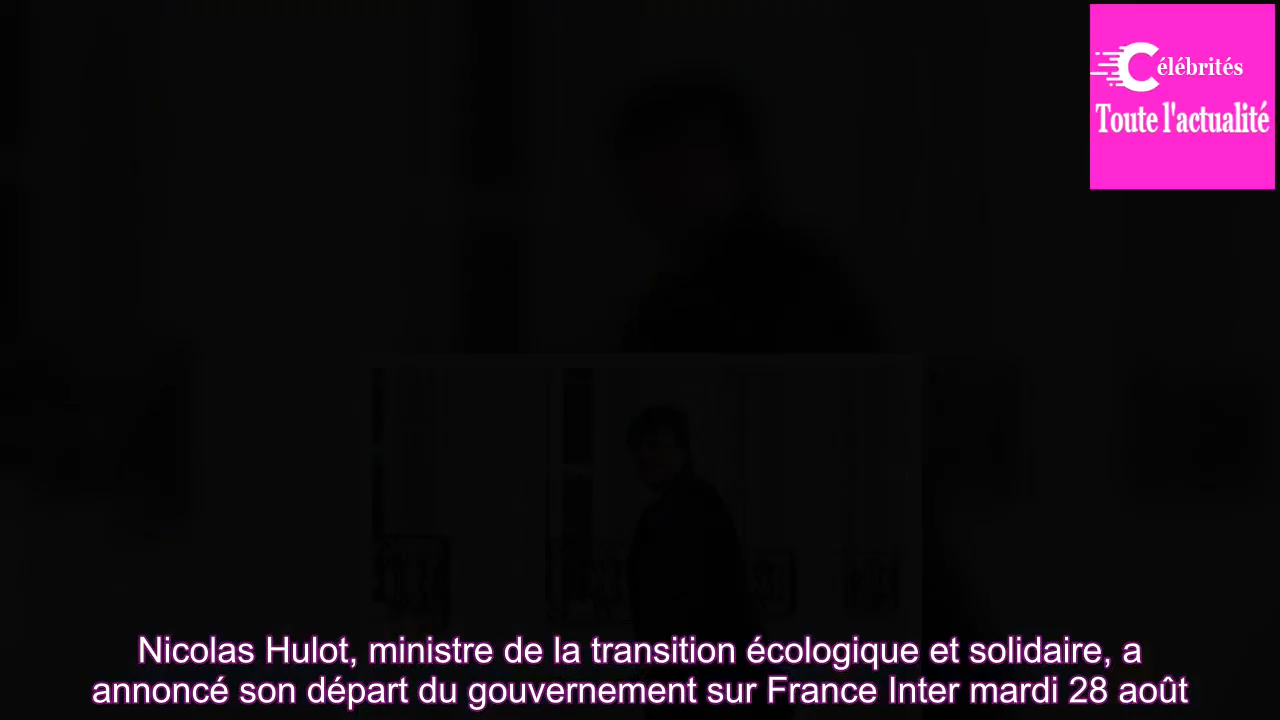 Célébrités
Toute l'actualité
Nicolas Hulot, ministre de la transition écologique et solidaire, a
annoncé son départ du gouvernement sur France Inter mardi 28 août